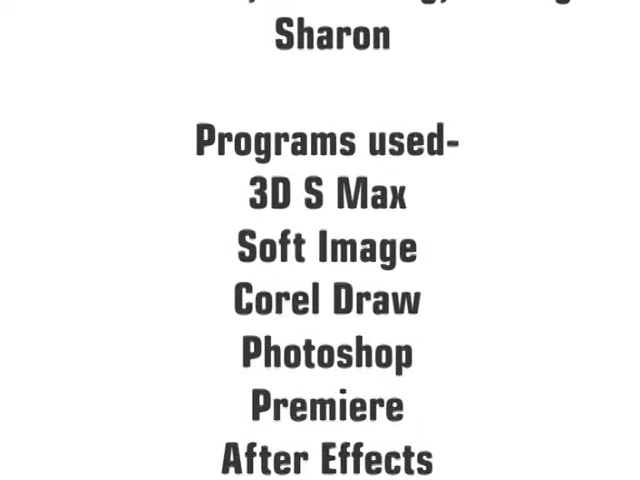 Sharon
Programs used-
3D S Max
Soft Image
Corel Draw
Photoshop
Premiere
After Effects